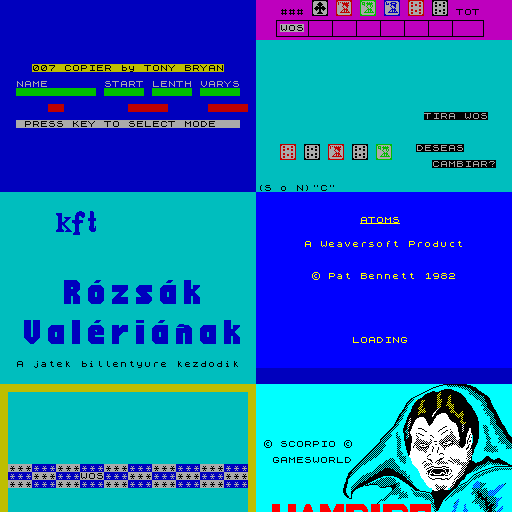 007 COPIER by TONY BRYAN
NAME START LENTH VARYS
PRESS KEY TO SELECT MODE
### TOT
WOS
TIRA WOS
DESEAS
CAMBIAR?
(S o N)"C"
kft
Rózsák
Valériának
A jatek billentyure kezdodik
ATOMS
A Weaversoft Product
© Pat Bennett 1982
LOADING
WOS
© SCORPIO ©
GAMESWORLD
VAMPIRE